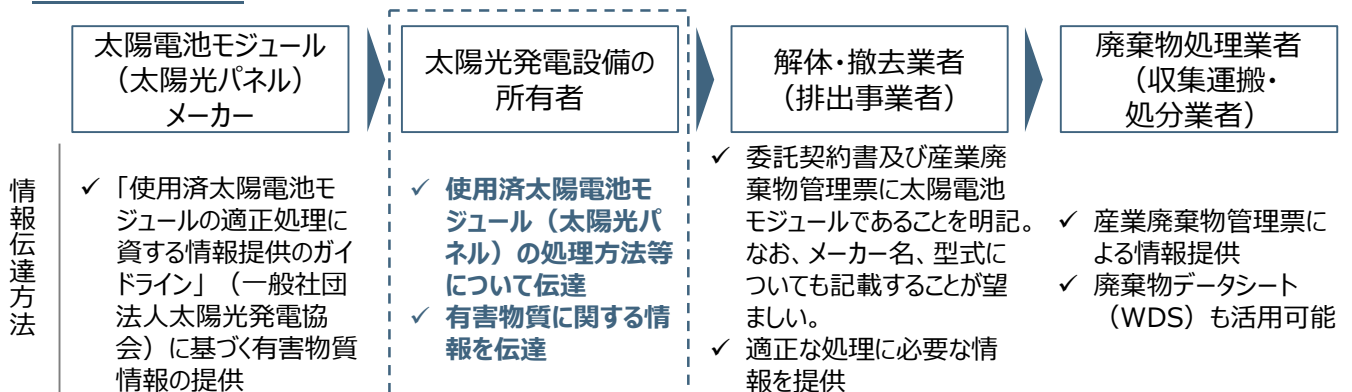 太陽電池モジュール
（太陽光パネル）
メーカー
太陽光発電設備の
所有者
解体・撤去業者
（排出事業者）
廃棄物処理業者
（収集運搬・
処分業者）
情報伝達方法
✓ 「使用済太陽電池モ
ジュールの適正処理に
資する情報提供のガイ
ドライン」（一般社団
法人太陽光発電協
会）に基づく有害物質
情報の提供
✓ 使用済太陽電池モ
ジュール（太陽光パ
ネル）の処理方法等
について伝達
✓ 有害物質に関する情
報を伝達
✓ 委託契約書及び産業廃
棄物管理票に太陽電池
モジュールであることを明記。
なお、メーカー名、型式に
ついても記載することが望
ましい。
✓ 適正な処理に必要な情
報を提供
✓ 産業廃棄物管理票に
よる情報提供
✓ 廃棄物データシート
（WDS）も活用可能